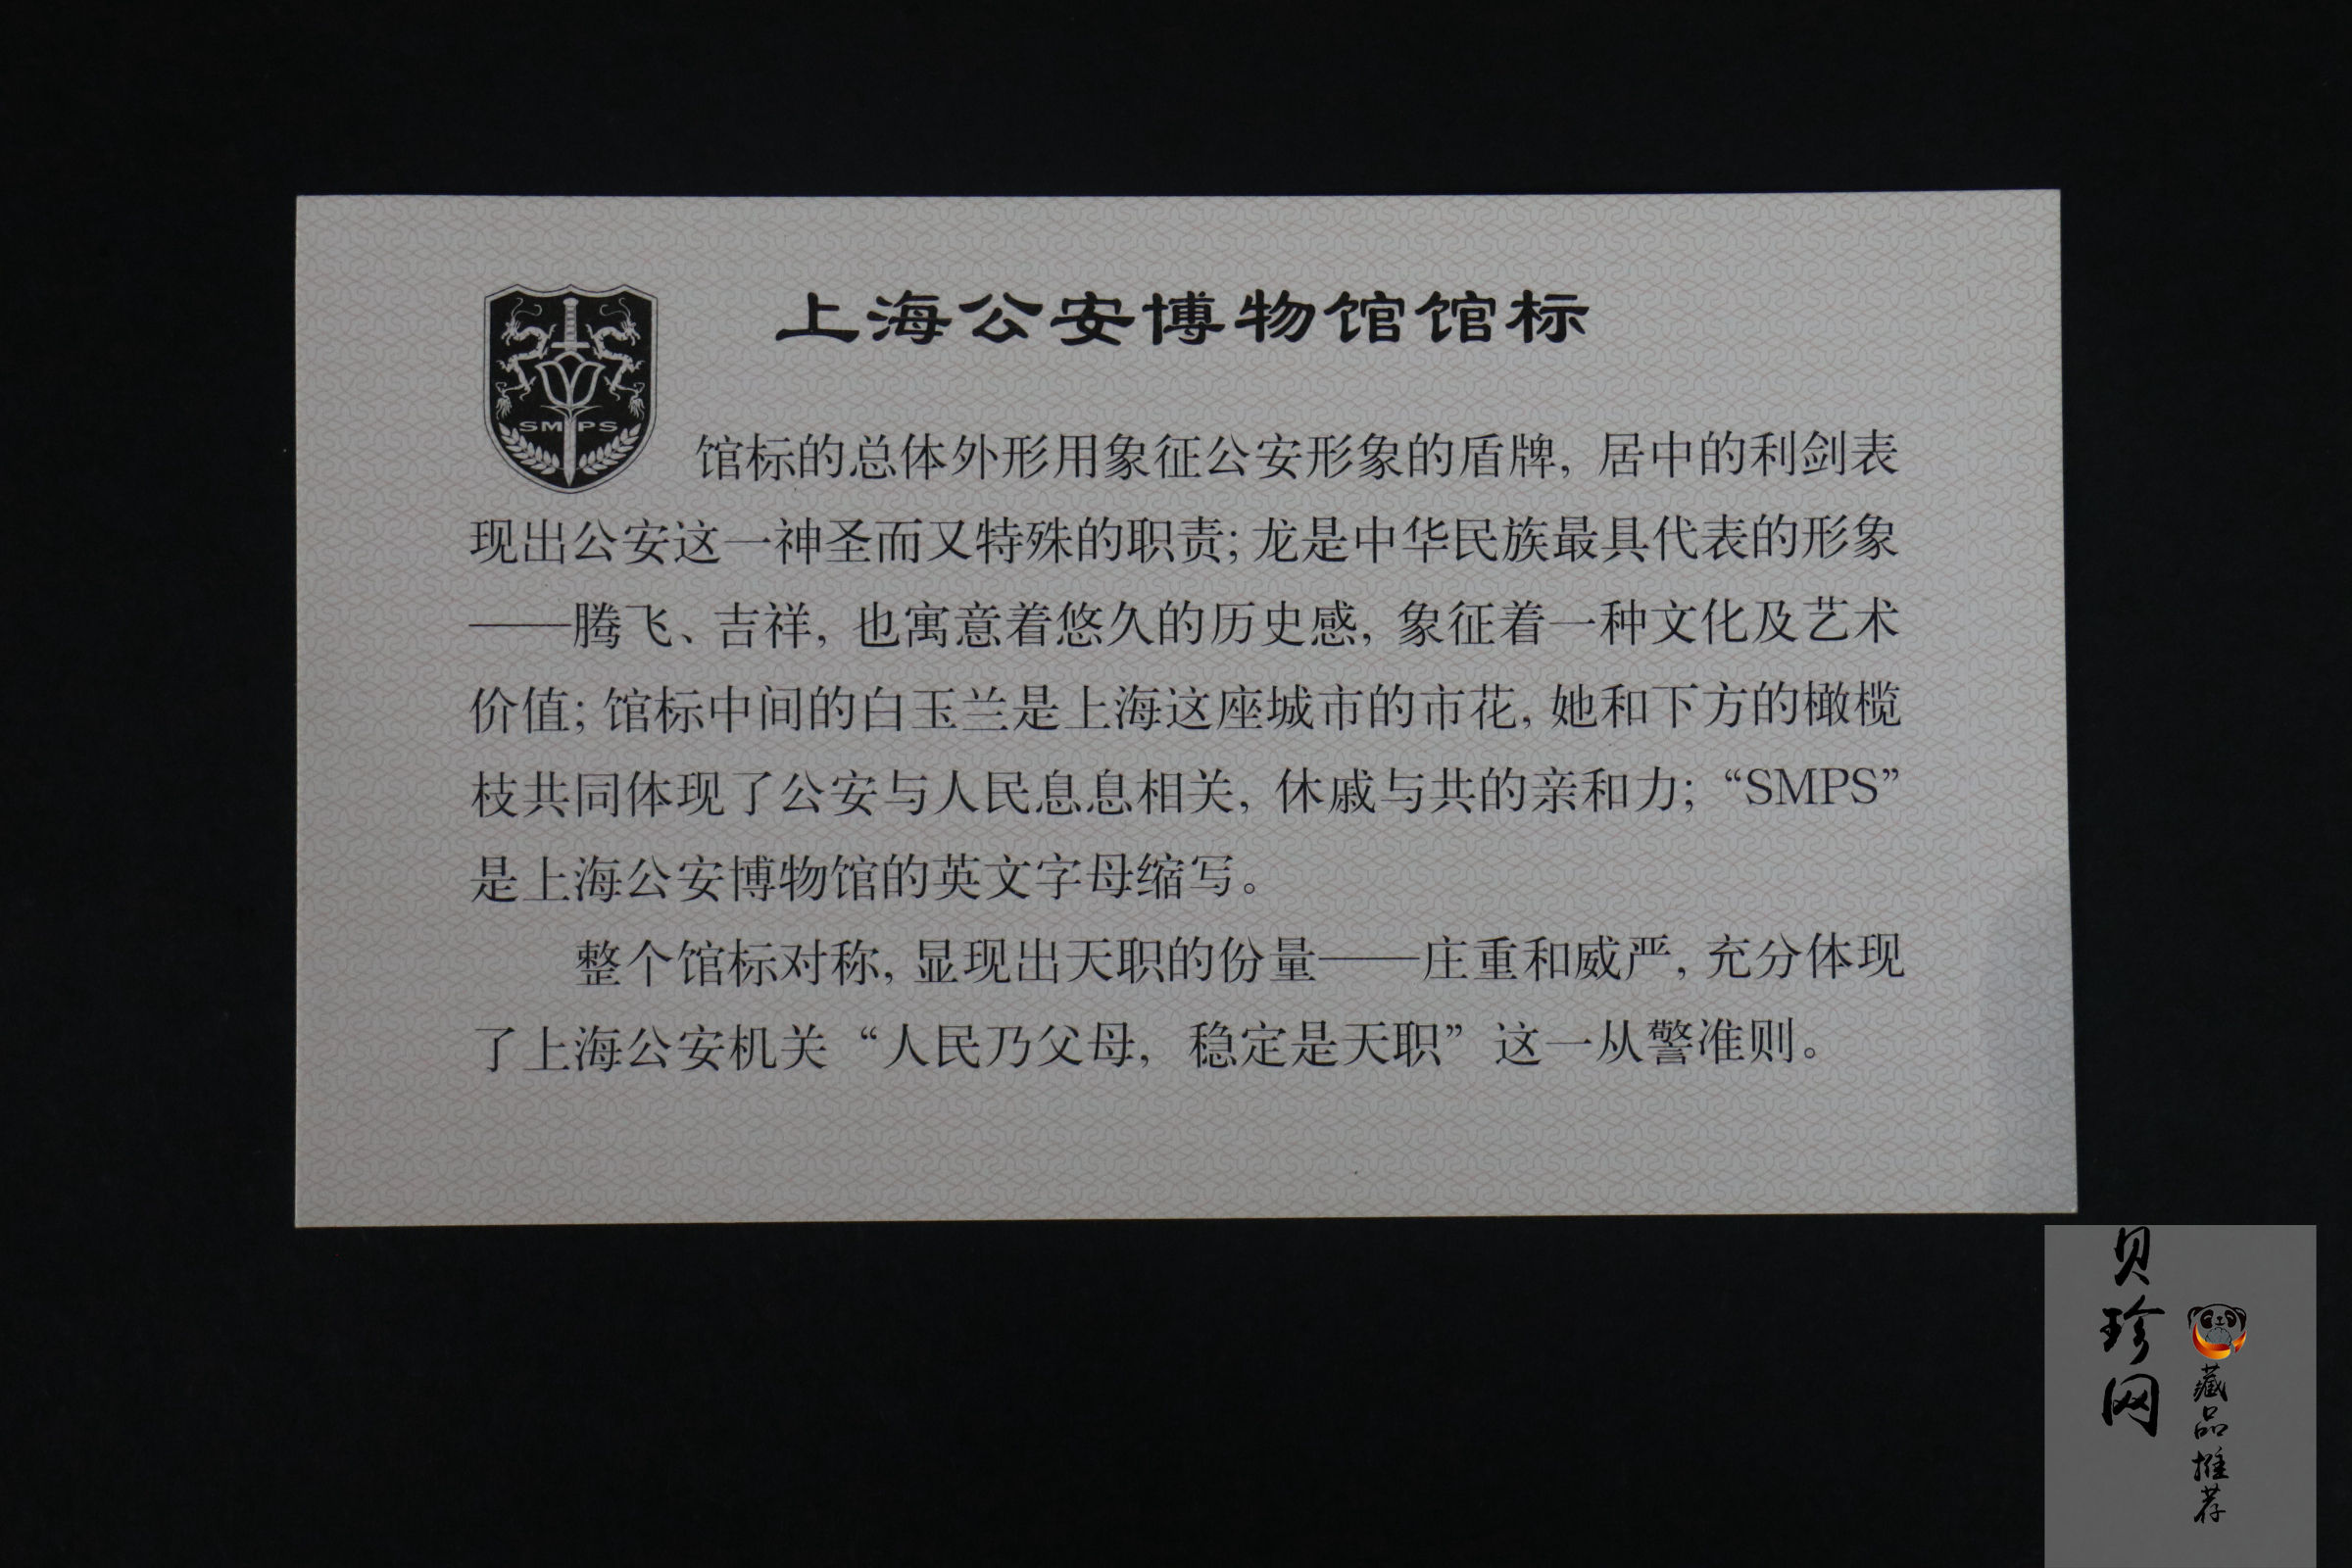 上海公安博物馆馆标
SMPS
馆标的总体外形用象征公安形象的盾牌, 居中的利剑表
现出公安这一神圣而又特殊的职责; 龙是中华民族最具代表的形象
——腾飞、吉祥, 也寓意着悠久的历史感, 象征着一种文化及艺术
价值; 馆标中间的白玉兰是上海这座城市的市花, 她和下方的橄榄
枝共同体现了公安与人民息息相关, 休戚与共的亲和力; “SMPS”
是上海公安博物馆的英文字母缩写。
整个馆标对称, 显现出天职的份量——庄重和威严, 充分体现
了上海公安机关“人民乃父母, 稳定是天职”这一从警准则。
贝珍网
藏品推荐